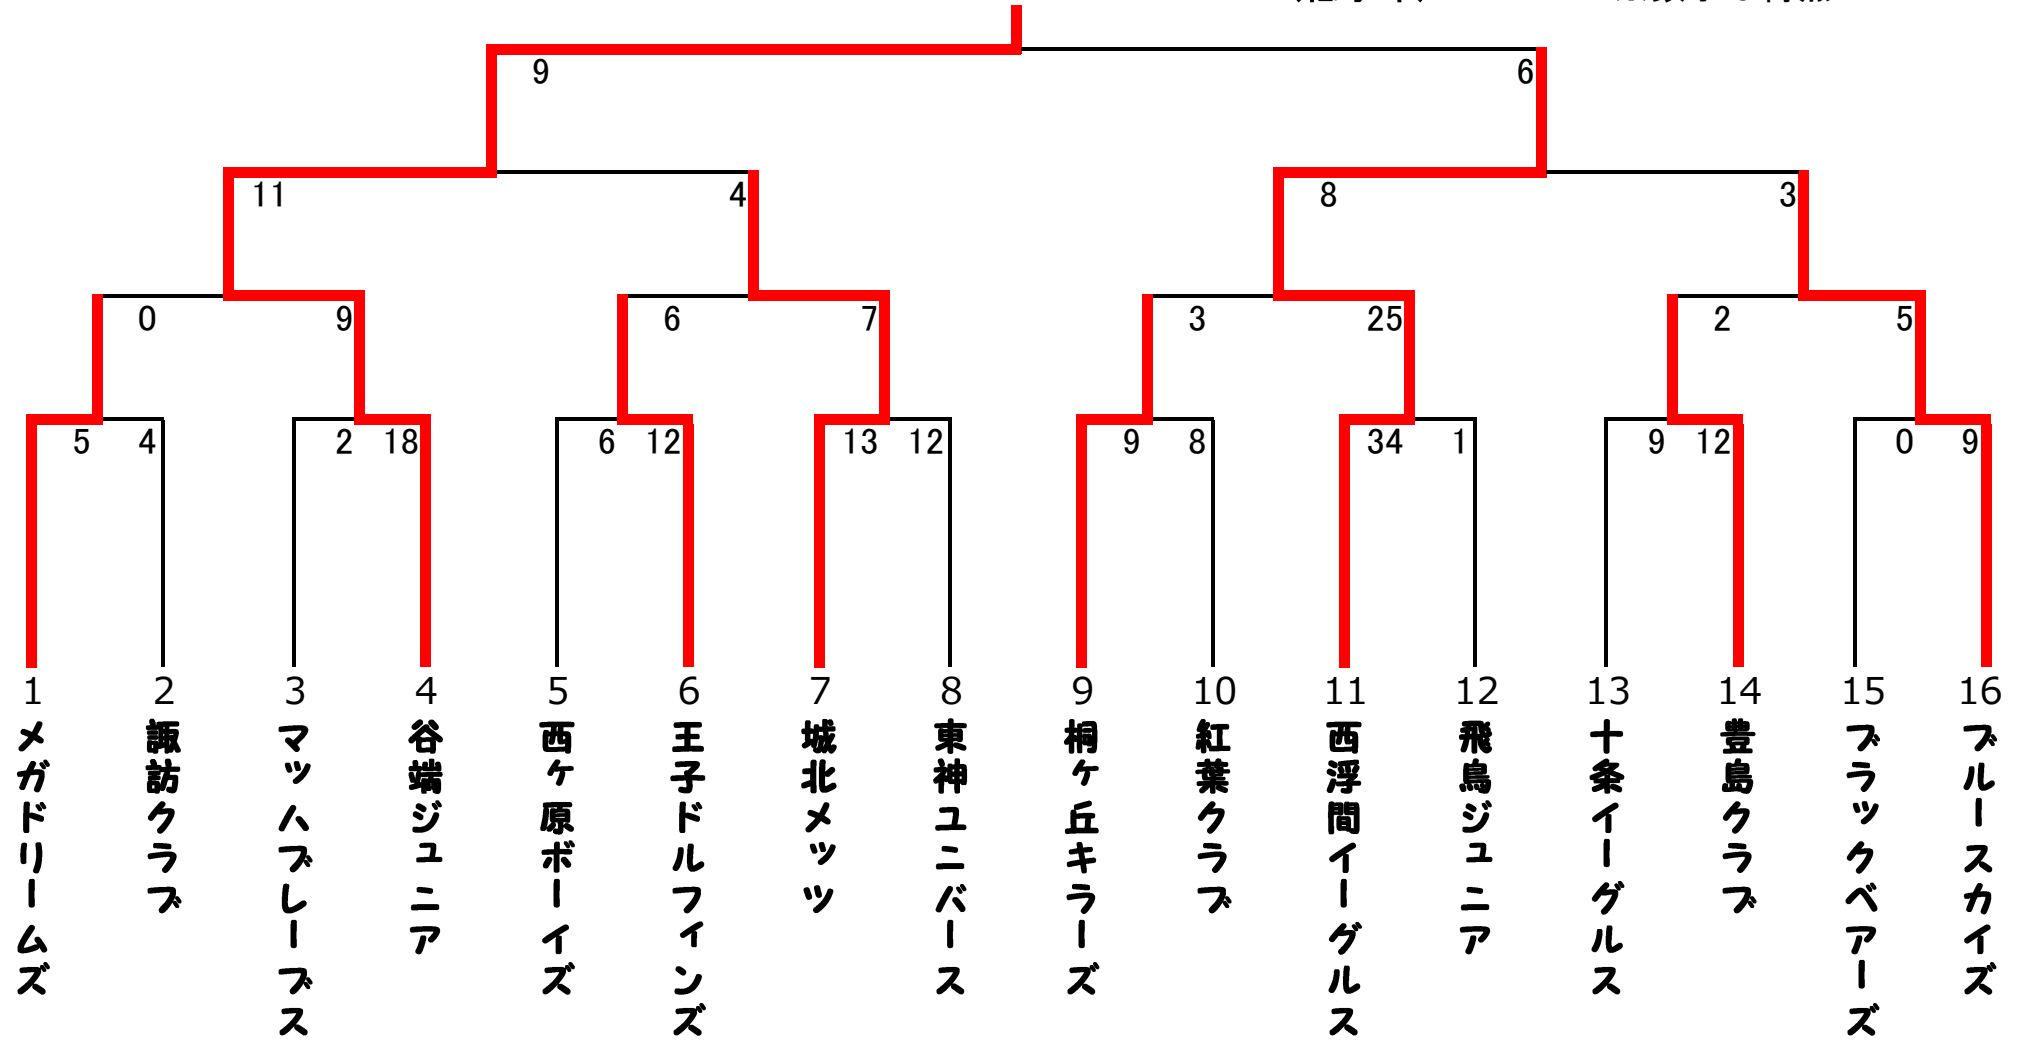 9 6
11 4 8 3
0 9 6 7 3 25 2 5
5 4 2 18 6 12 13 12 9 8 34 1 9 12 0 9
1 2 3 4 5 6 7 8 9 10 11 12 13 14 15 16
メガドリームズ
諏訪クラブ
マッハブレーブス
谷端ジュニア
西ヶ原ボーイズ
王子ドルフィンズ
城北メッツ
東神ユニバース
桐ヶ丘キラーズ
紅葉クラブ
西浮間イーグルス
飛鳥ジュニア
十条イーグルス
豊島クラブ
ブラックベアーズ
ブルースカイズ